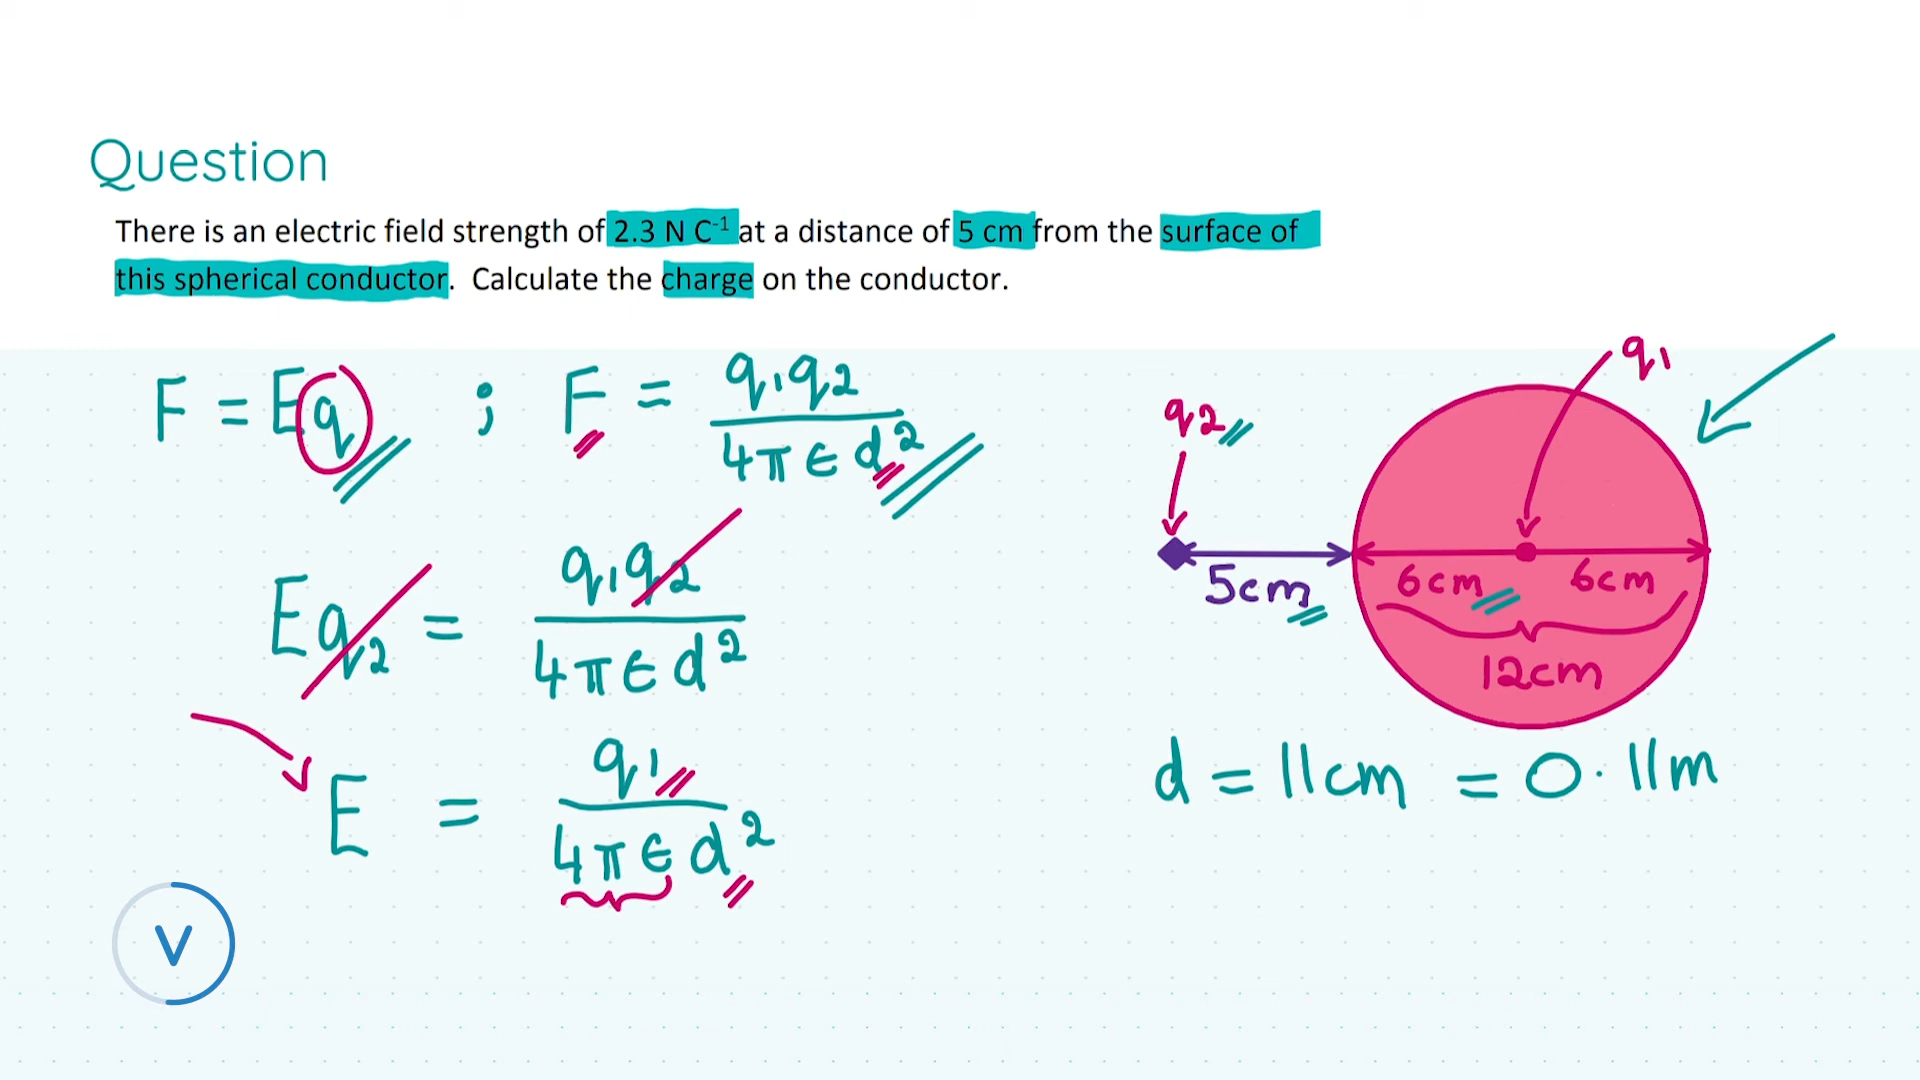 Question
There is an electric field strength of 2.3 N C⁻¹ at a distance of 5 cm from the surface of
this spherical conductor. Calculate the charge on the conductor.
F = Eq ; F = q₁q₂ / 4πϵd²
Eq₂ = q₁q₂ / 4πϵd²
E = q₁ / 4πϵd²
q₁
q₂
5cm
6cm 6cm
12cm
d = 11cm = 0.11m
V